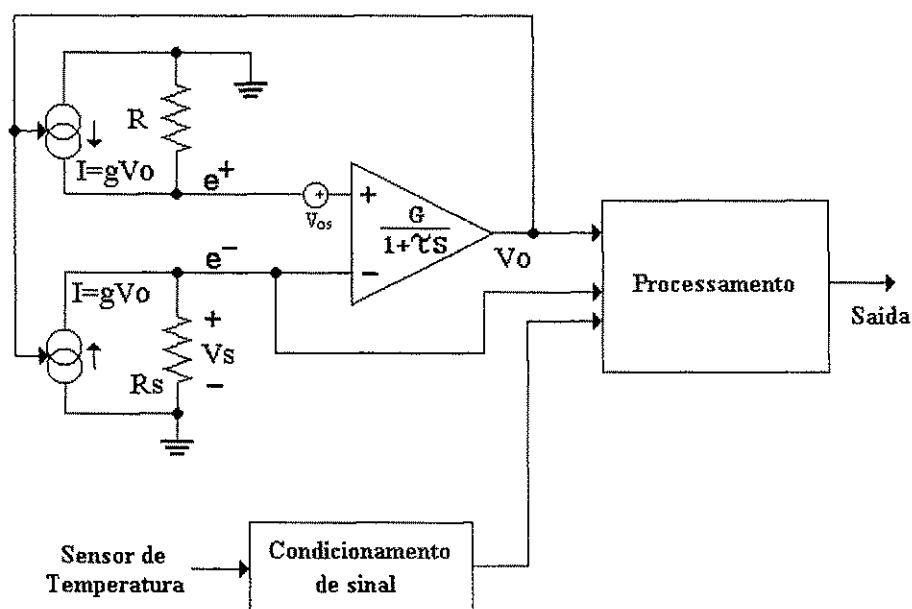 R
I=gVo
e+
Vos
+
G
1+τS
−
Vo
Processamento
Saida
e−
I=gVo
+
Vs
−
Rs
Sensor de
Temperatura
Condicionamento
de sinal